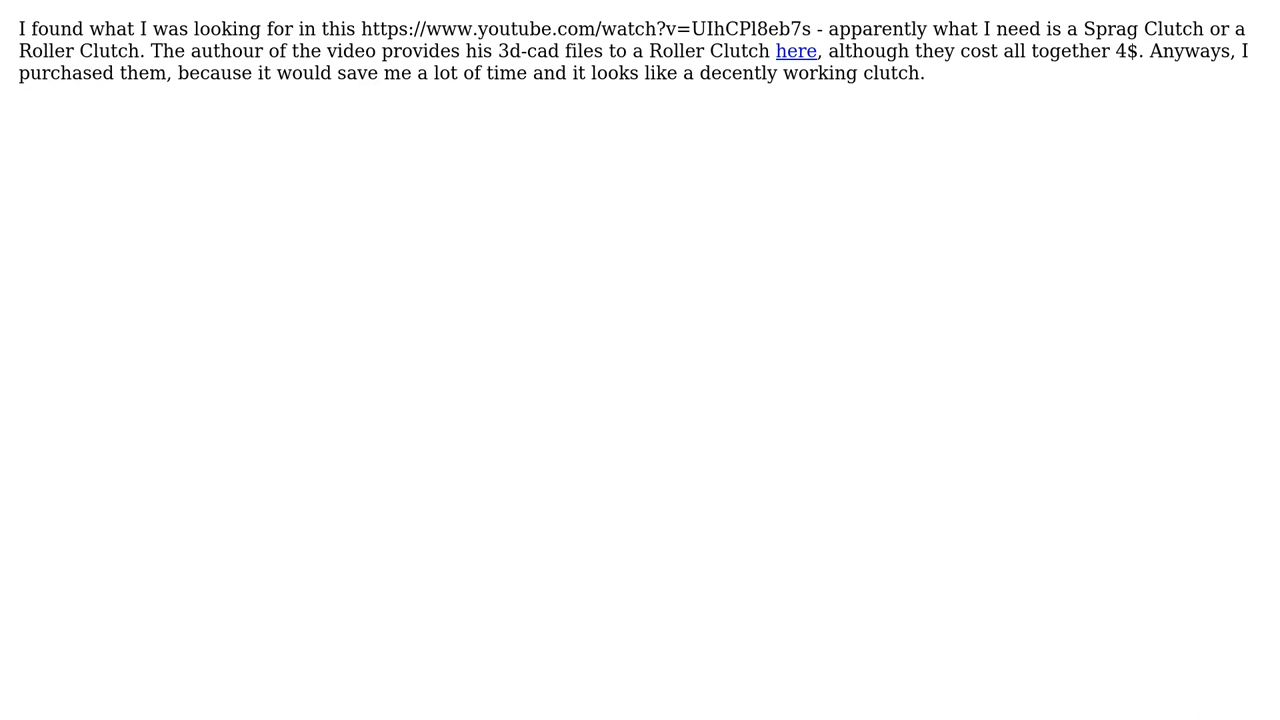 I found what I was looking for in this https://www.youtube.com/watch?v=UIhCPl8eb7s - apparently what I need is a Sprag Clutch or a
Roller Clutch. The authour of the video provides his 3d-cad files to a Roller Clutch here, although they cost all together 4$. Anyways, I
purchased them, because it would save me a lot of time and it looks like a decently working clutch.